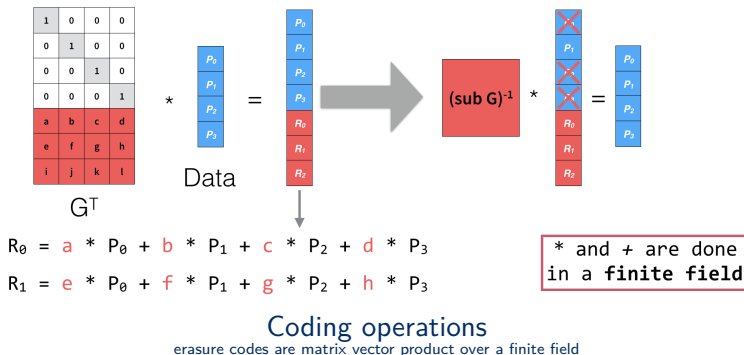 1 0 0 0
0 1 0 0
0 0 1 0
0 0 0 1
a b c d
e f g h
i j k l
Gᵀ
*
P₀
P₁
P₂
P₃
Data
=
P₀
P₁
P₂
P₃
R₀
R₁
R₂
(sub G)⁻¹
*
P₁
R₀
R₁
R₂
=
P₀
P₁
P₂
P₃
R₀ = a * P₀ + b * P₁ + c * P₂ + d * P₃
R₁ = e * P₀ + f * P₁ + g * P₂ + h * P₃
* and + are done
in a finite field
Coding operations
erasure codes are matrix vector product over a finite field